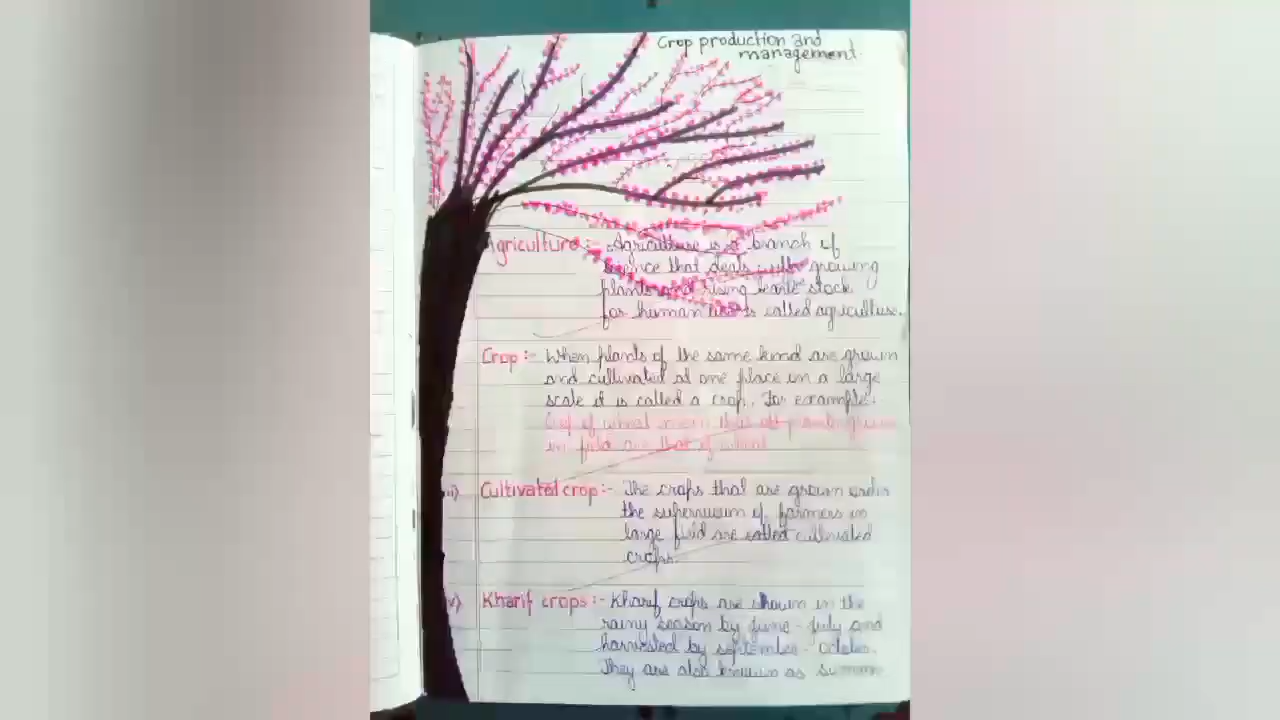 Crop production and
management.
Agriculture :- Agriculture is a branch of
science that deals with growing
plants and rising earl stock
for human use is called agriculture.
Crop :- When plants of the same kind are grown
and cultivated at one place in a large
scale it is called a crop. For example:
Crop of wheat mean that all plants grown
in field are that of wheat
iii) Cultivated crop :- The crops that are grown under
the supervision of farmers in
large field are called cultivated
crops.
iv) Kharif crops :- Kharif crops are shown in the
rainy season by June - July and
harvested by september - october.
They are also known as summer